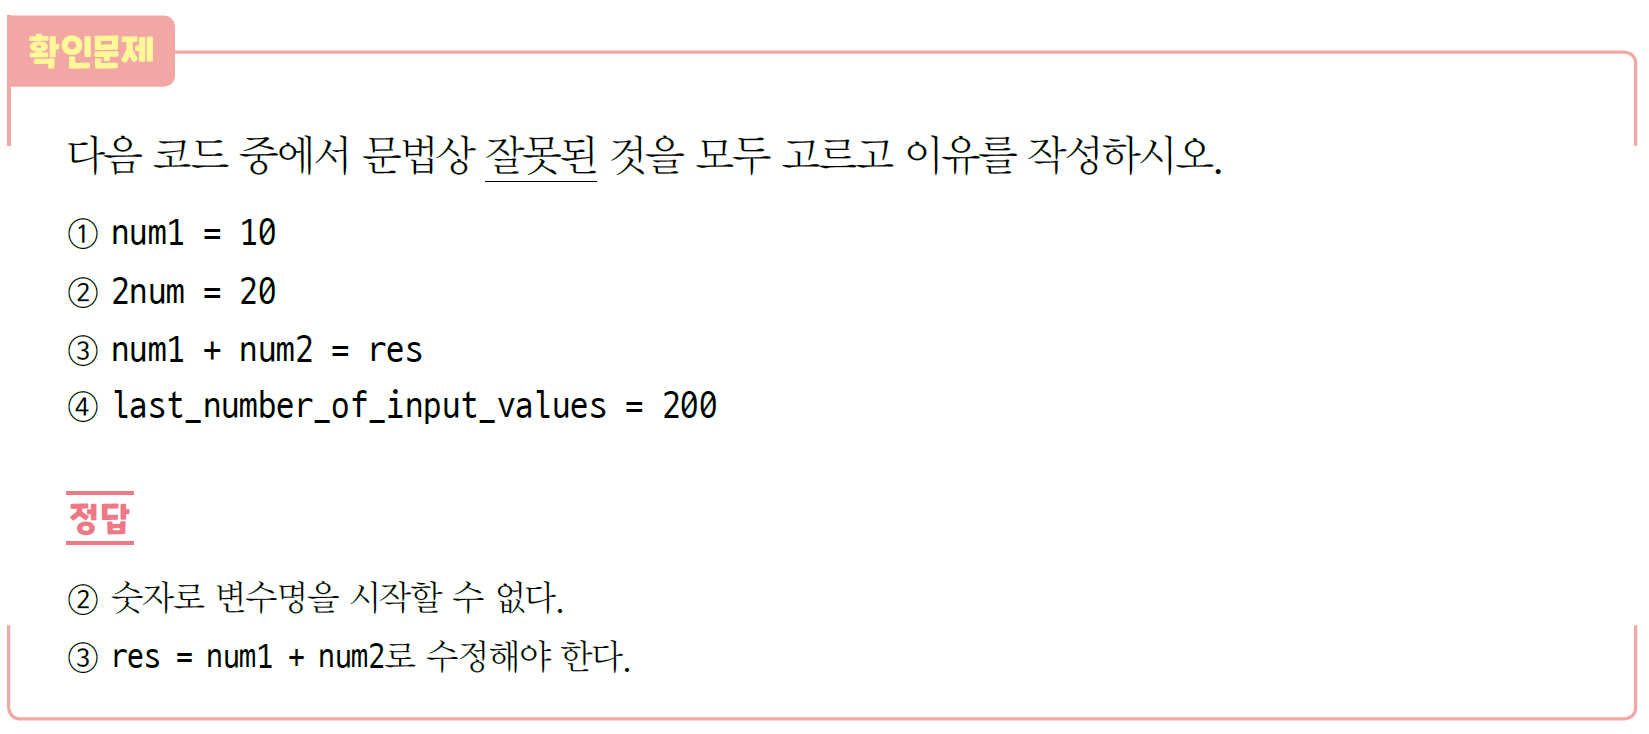 확인문제
다음 코드 중에서 문법상 잘못된 것을 모두 고르고 이유를 작성하시오.
① num1 = 10
② 2num = 20
③ num1 + num2 = res
④ last_number_of_input_values = 200
정답
② 숫자로 변수명을 시작할 수 없다.
③ res = num1 + num2로 수정해야 한다.